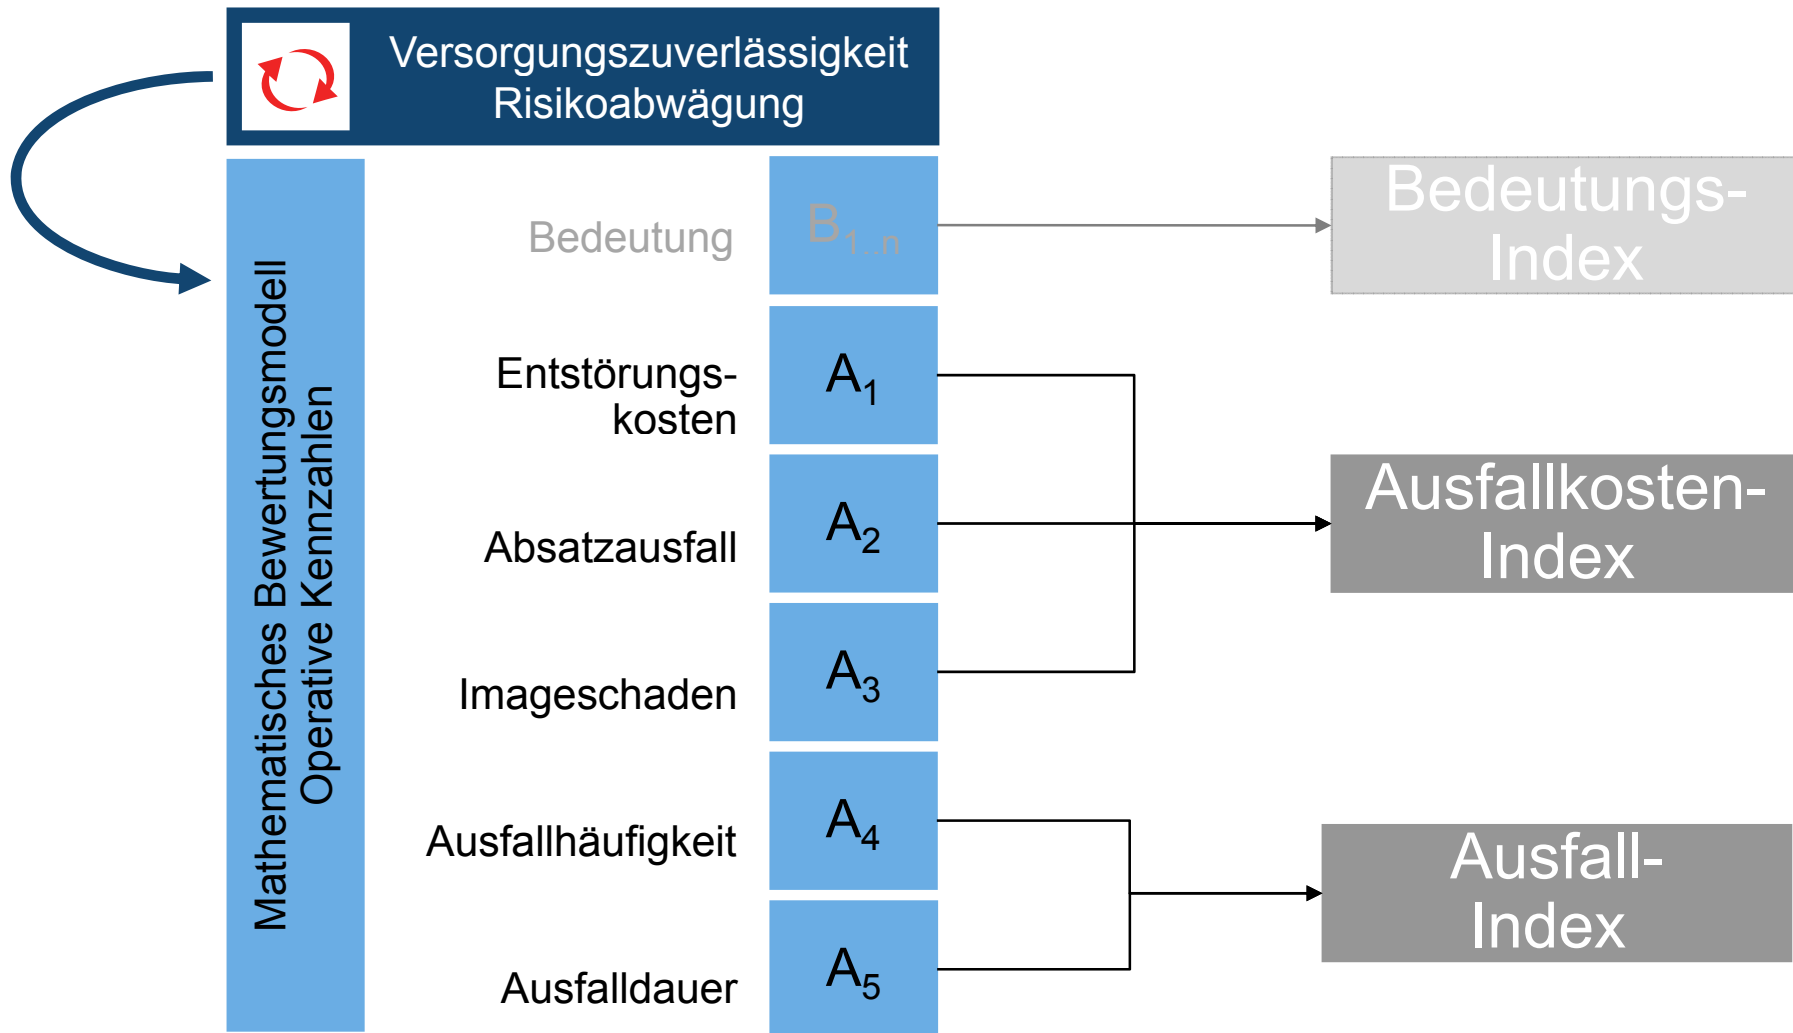 Versorgungszuverlässigkeit
Risikoabwägung
Mathematisches Bewertungsmodell
Operative Kennzahlen
Bedeutung
B1..n
Bedeutungs-
Index
Entstörungs-
kosten
A1
Absatzausfall
A2
Ausfallkosten-
Index
Imageschaden
A3
Ausfallhäufigkeit
A4
Ausfall-
Index
Ausfalldauer
A5